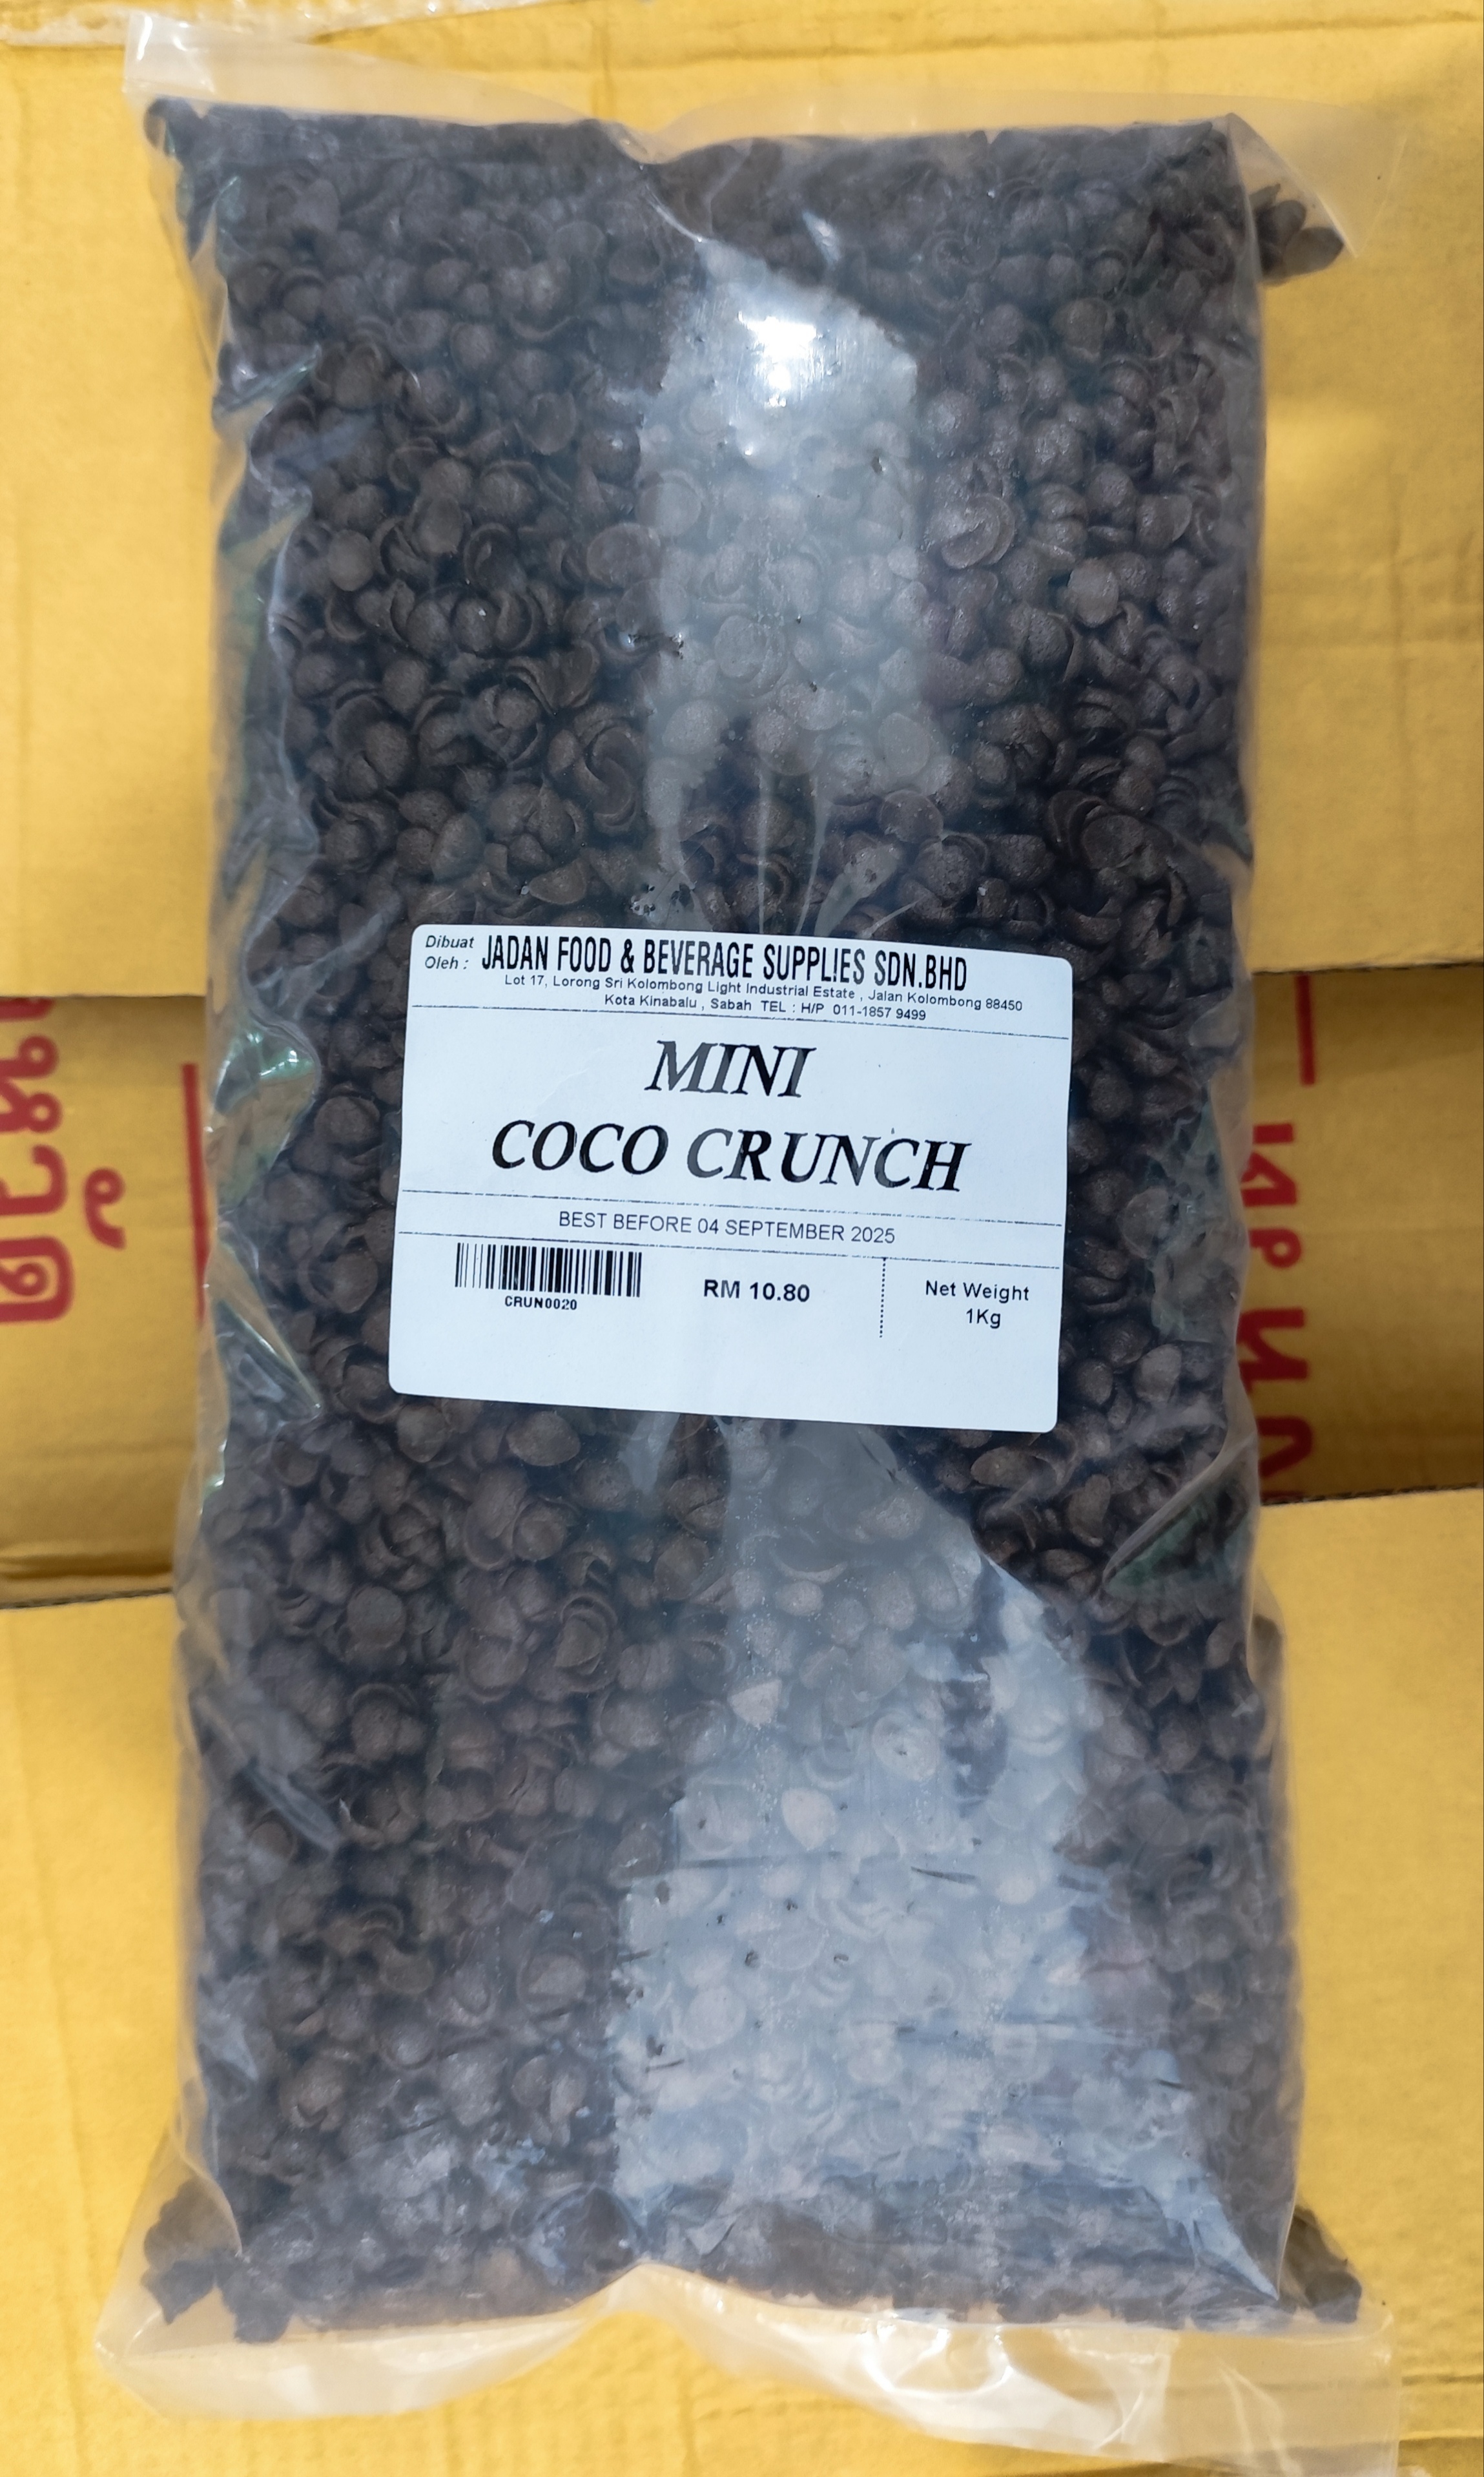 Dibuat
Oleh : JADAN FOOD & BEVERAGE SUPPLIES SDN.BHD
Lot 17, Lorong Sri Kolombong Light Industrial Estate , Jalan Kolombong 88450
Kota Kinabalu , Sabah TEL : H/P 011-1857 9499
MINI
COCO CRUNCH
BEST BEFORE 04 SEPTEMBER 2025
CRUN0020
RM 10.80
Net Weight
1Kg